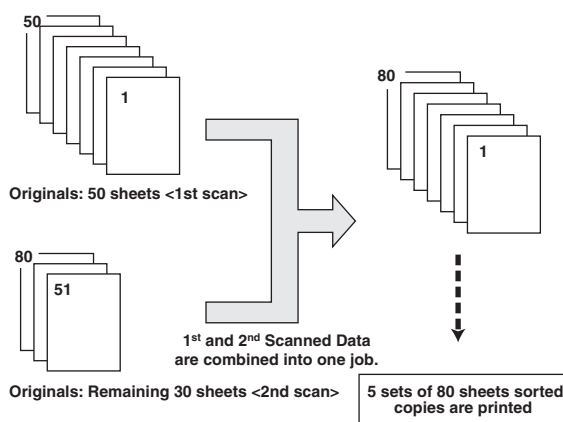 50
1
Originals: 50 sheets <1st scan>
80
51
Originals: Remaining 30 sheets <2nd scan>
1st and 2nd Scanned Data
are combined into one job.
80
1
5 sets of 80 sheets sorted
copies are printed